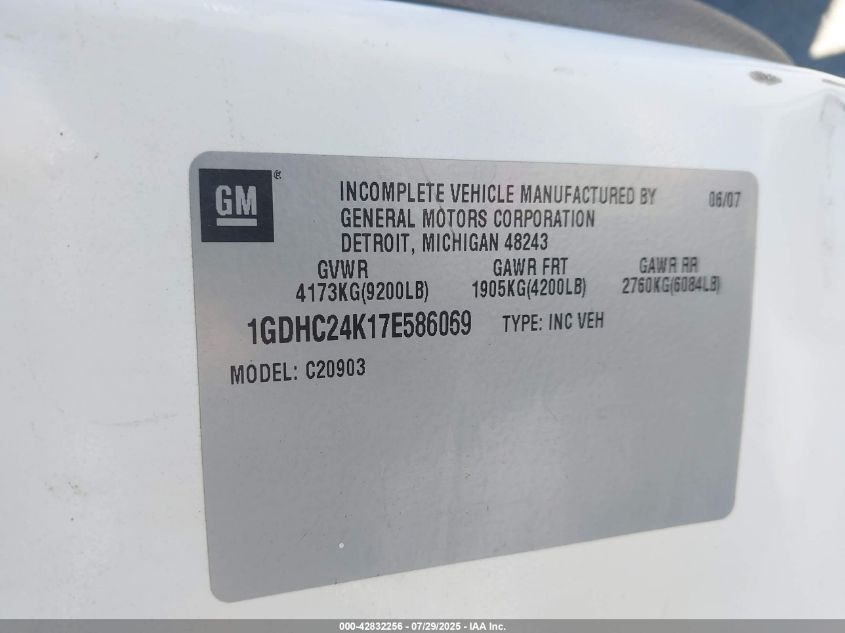 GM®
INCOMPLETE VEHICLE MANUFACTURED BY 06/07
GENERAL MOTORS CORPORATION
DETROIT, MICHIGAN 48243
GVWR GAWR FRT GAWR RR
4173KG(9200LB) 1905KG(4200LB) 2760KG(6084LB)
1GDHC24K17E586069 TYPE: INC VEH
MODEL: C20903
000-42832256 - 07/29/2025 - IAA Inc.